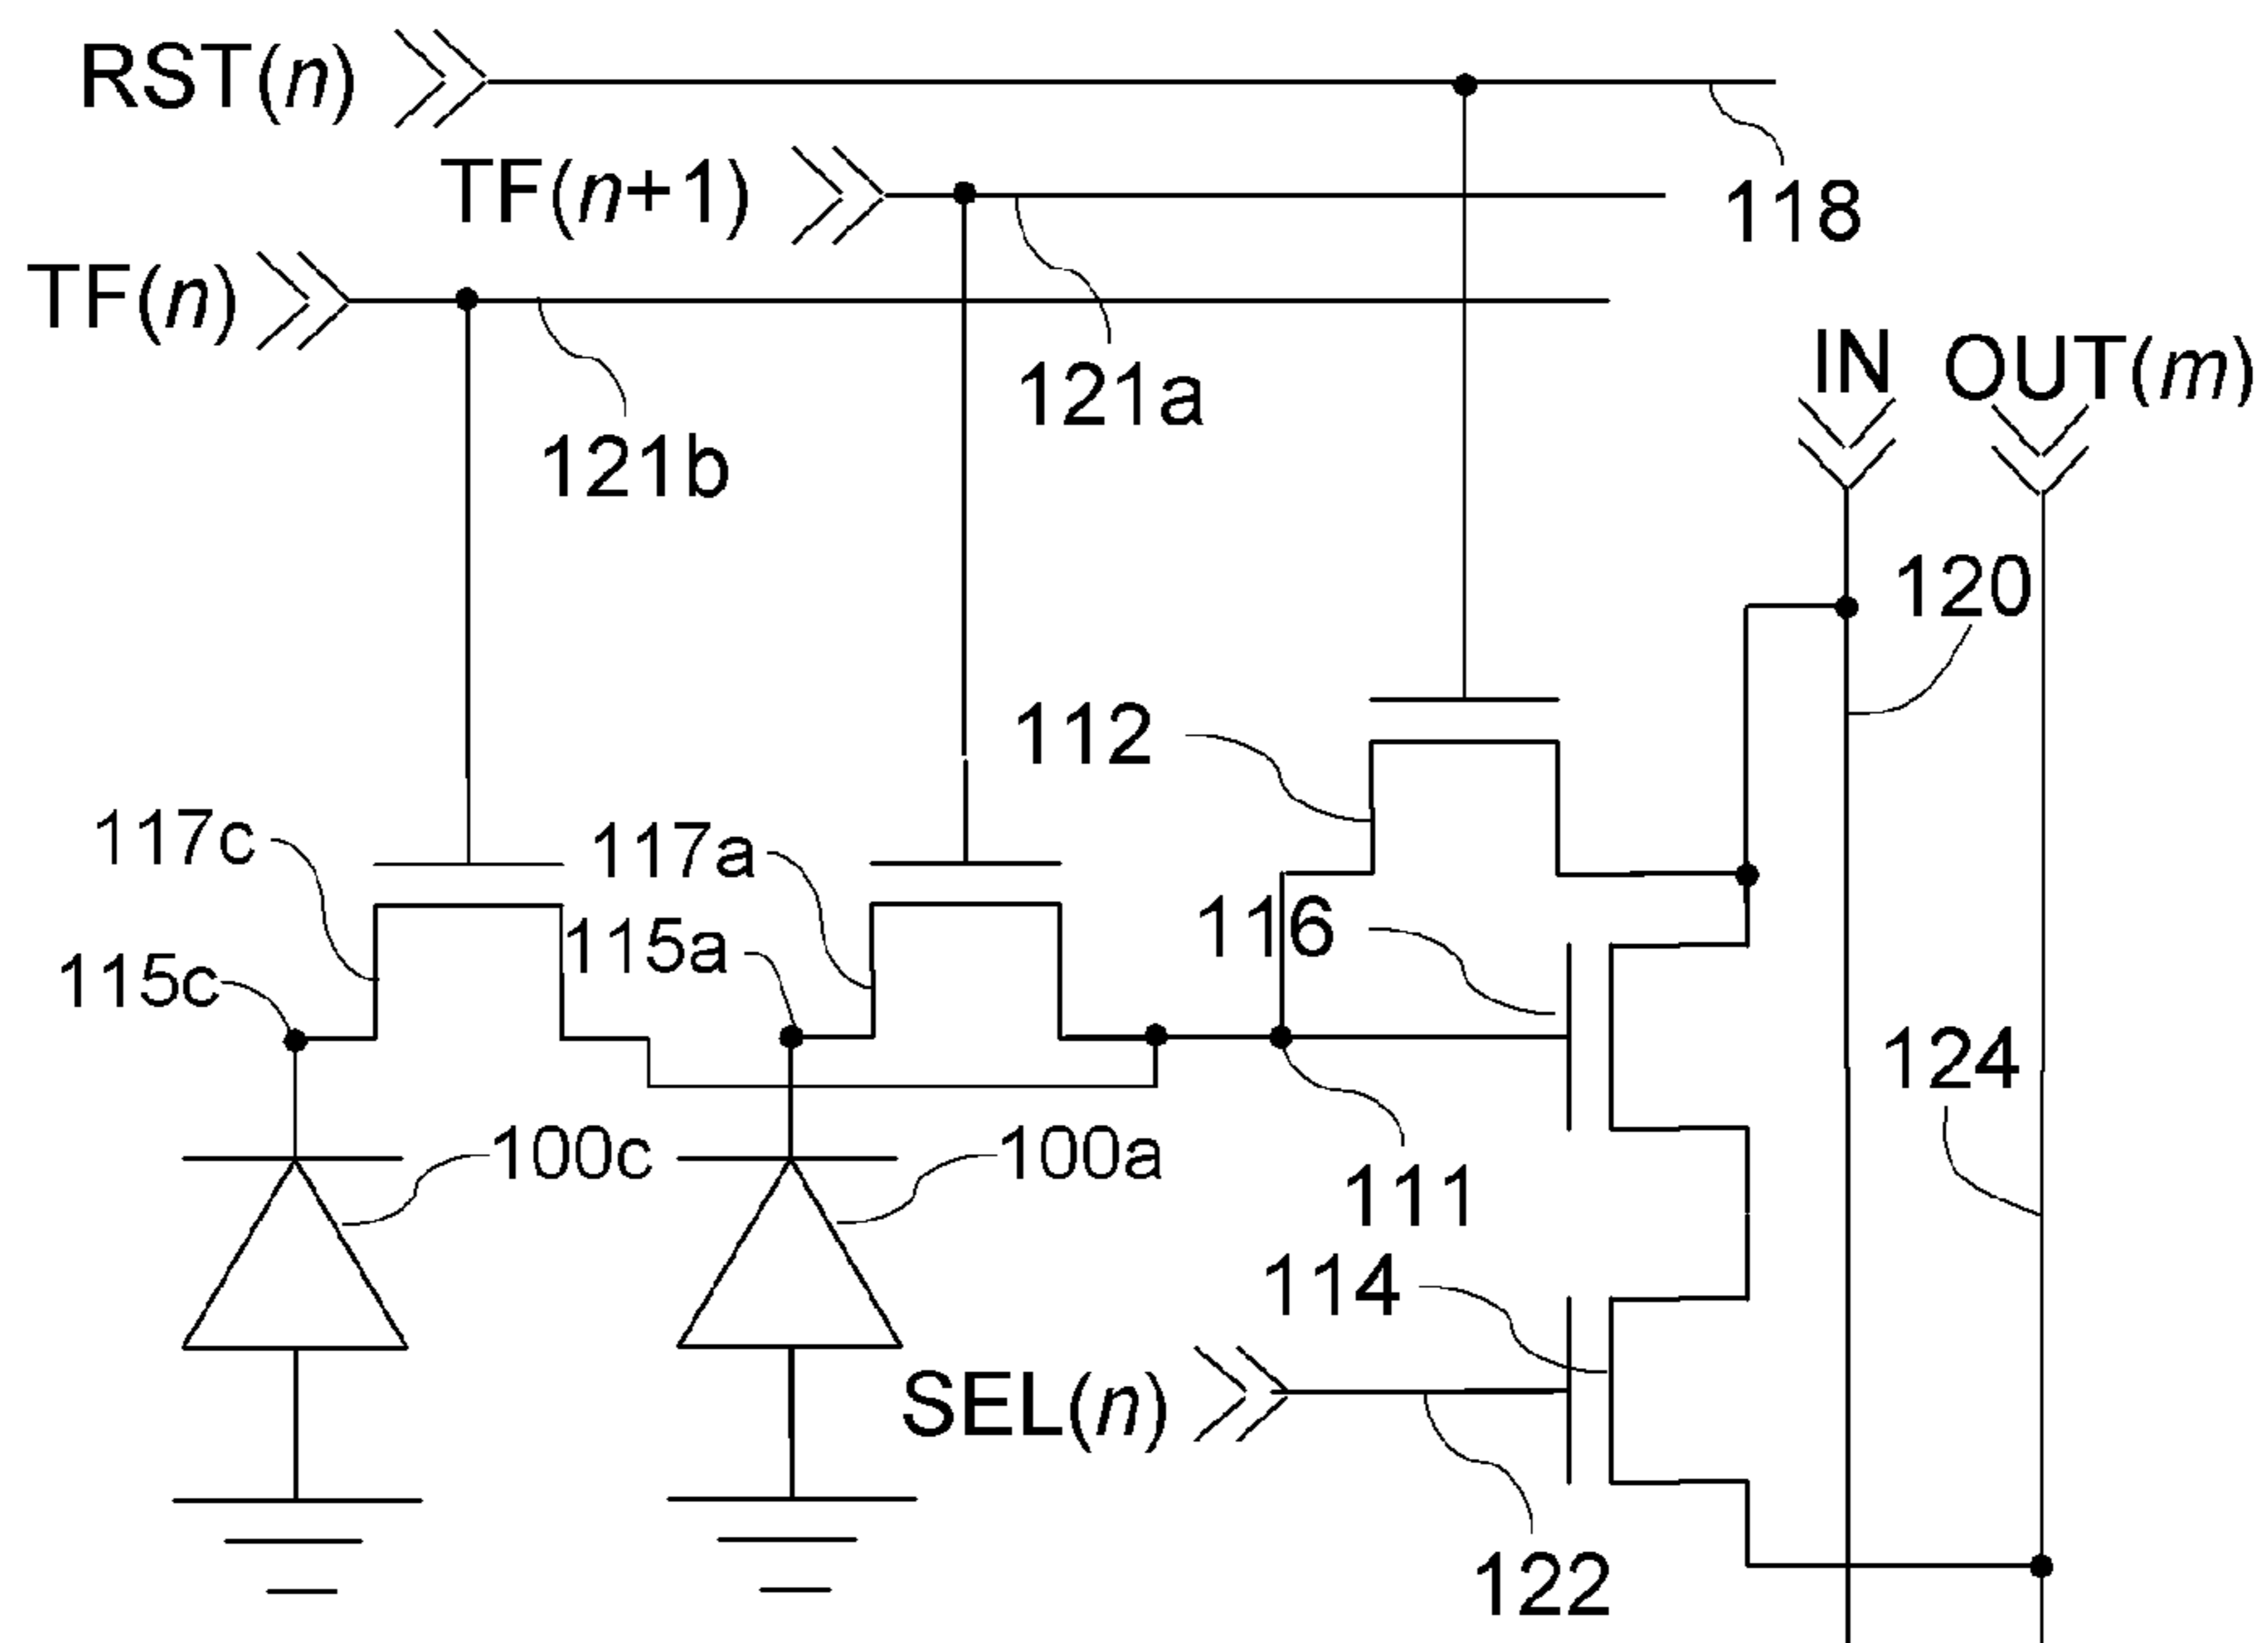 RST(n)
118
TF(n+1)
TF(n)
121a
121b
IN
OUT(m)
120
112
117c
117a
116
115a
115c
124
100c
100a
111
114
SEL(n)
122